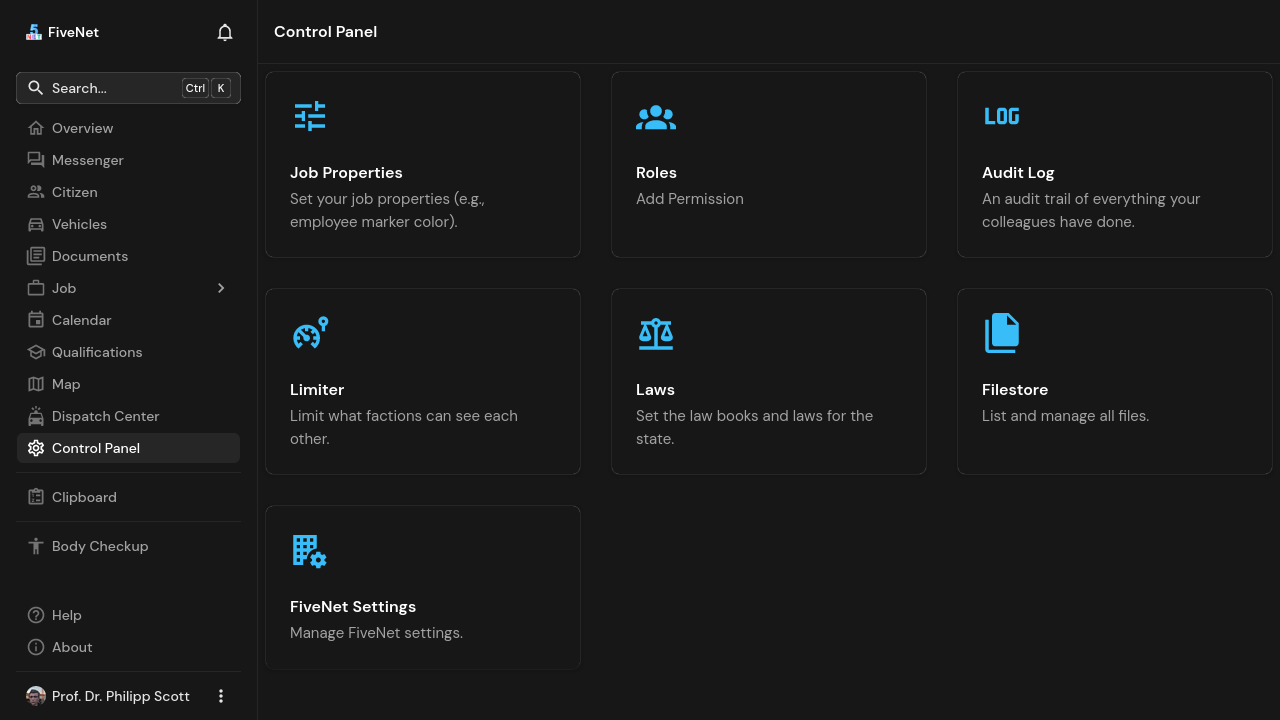 FiveNet
Control Panel
Search...
Ctrl K
Overview
Messenger
Citizen
Vehicles
Documents
Job
Calendar
Qualifications
Map
Dispatch Center
Control Panel
Clipboard
Body Checkup
Help
About
Prof. Dr. Philipp Scott
Job Properties
Set your job properties (e.g.,
employee marker color).
Roles
Add Permission
LOG
Audit Log
An audit trail of everything your
colleagues have done.
Limiter
Limit what factions can see each
other.
Laws
Set the law books and laws for the
state.
Filestore
List and manage all files.
FiveNet Settings
Manage FiveNet settings.